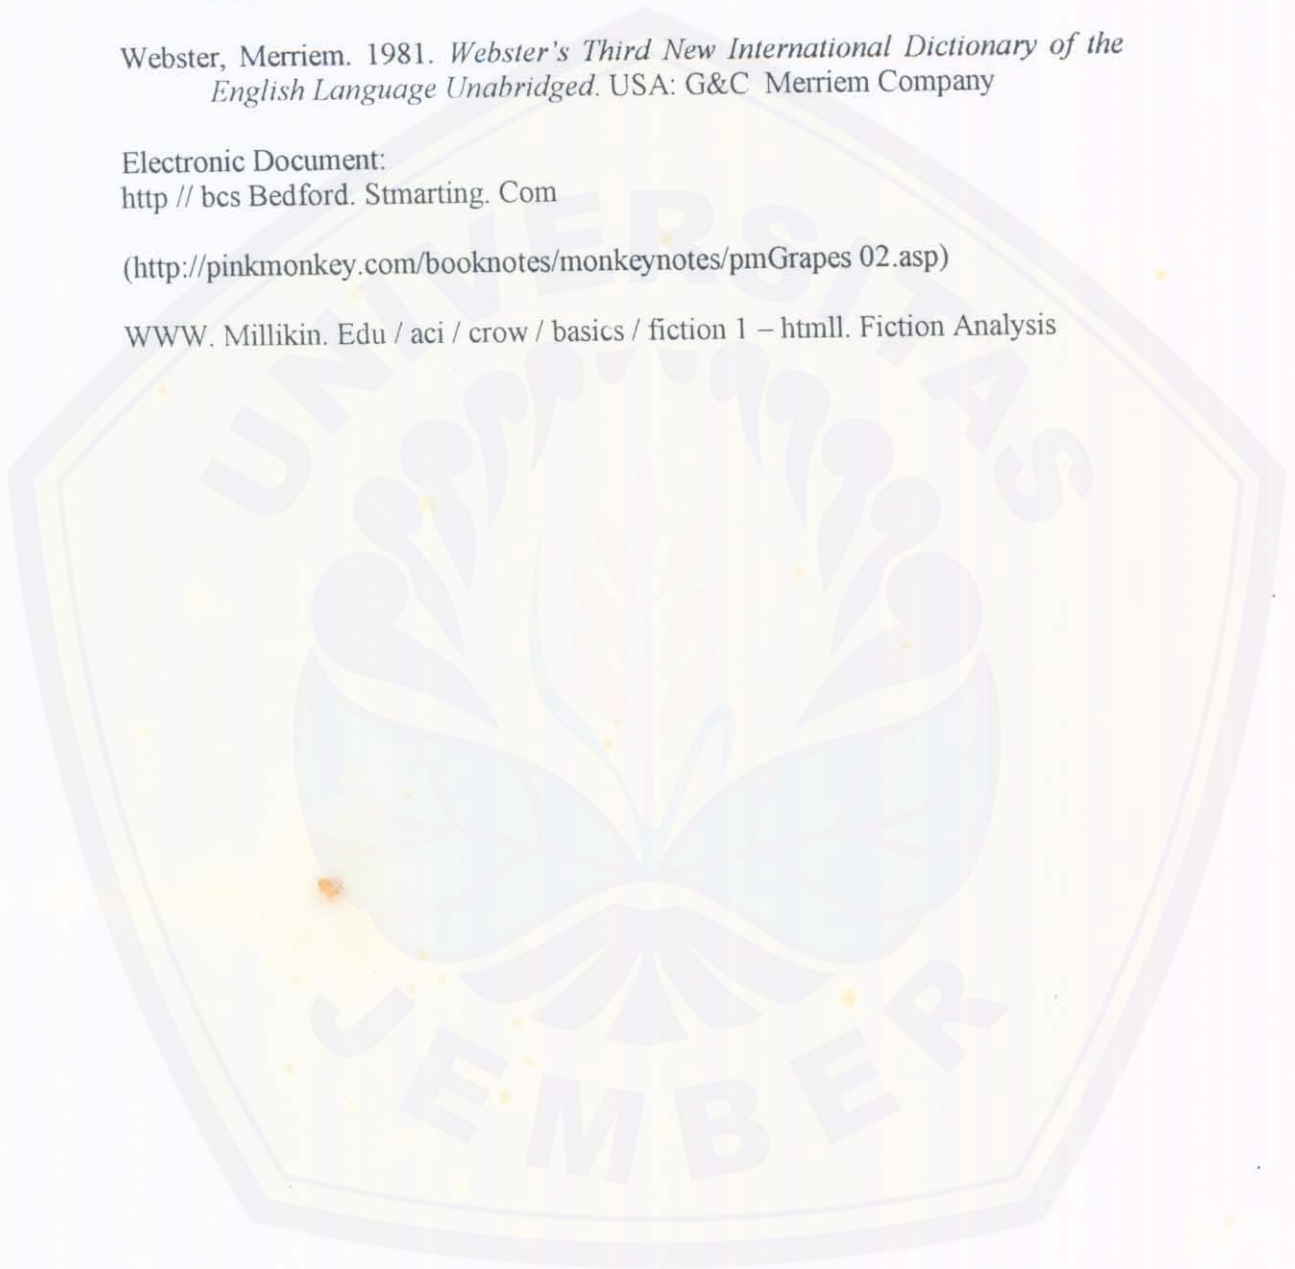 Webster, Merriem. 1981. Webster's Third New International Dictionary of the
English Language Unabridged. USA: G&C Merriem Company
Electronic Document:
http // bcs Bedford. Stmarting. Com
(http://pinkmonkey.com/booknotes/monkeynotes/pmGrapes 02.asp)
WWW. Millikin. Edu / aci / crow / basics / fiction 1 – htmll. Fiction Analysis
UNIVERSITAS
JEMBER